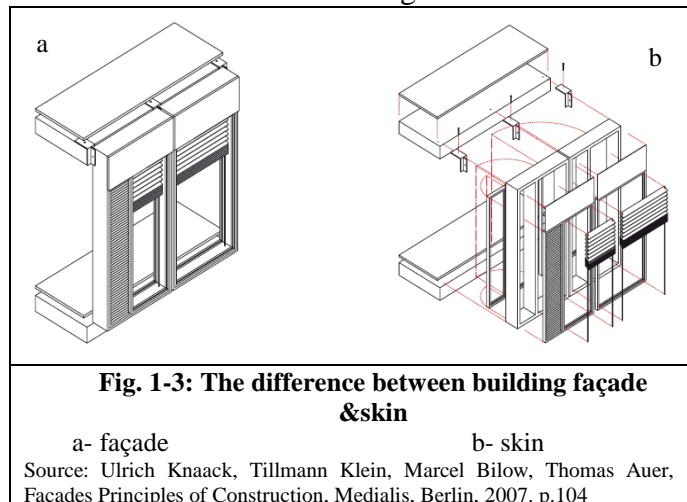 a
b
Fig. 1-3: The difference between building façade
&skin
a- façade b- skin
Source: Ulrich Knaack, Tillmann Klein, Marcel Bilow, Thomas Auer,
Facades Principles of Construction, Medialis, Berlin, 2007, p.104